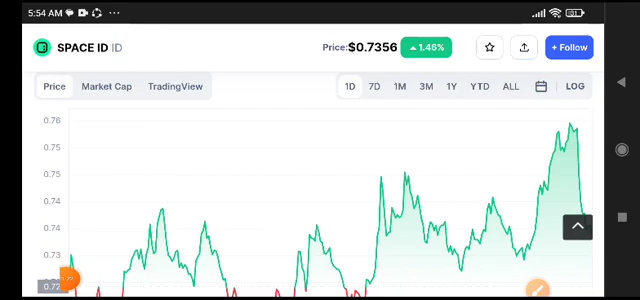 5:54 AM
SPACE ID ID
Price: $0.7356 1.46%
+ Follow
Price Market Cap TradingView
1D 7D 1M 3M 1Y YTD ALL LOG
0.76
0.75
0.75
0.74
0.74
0.73
0.72